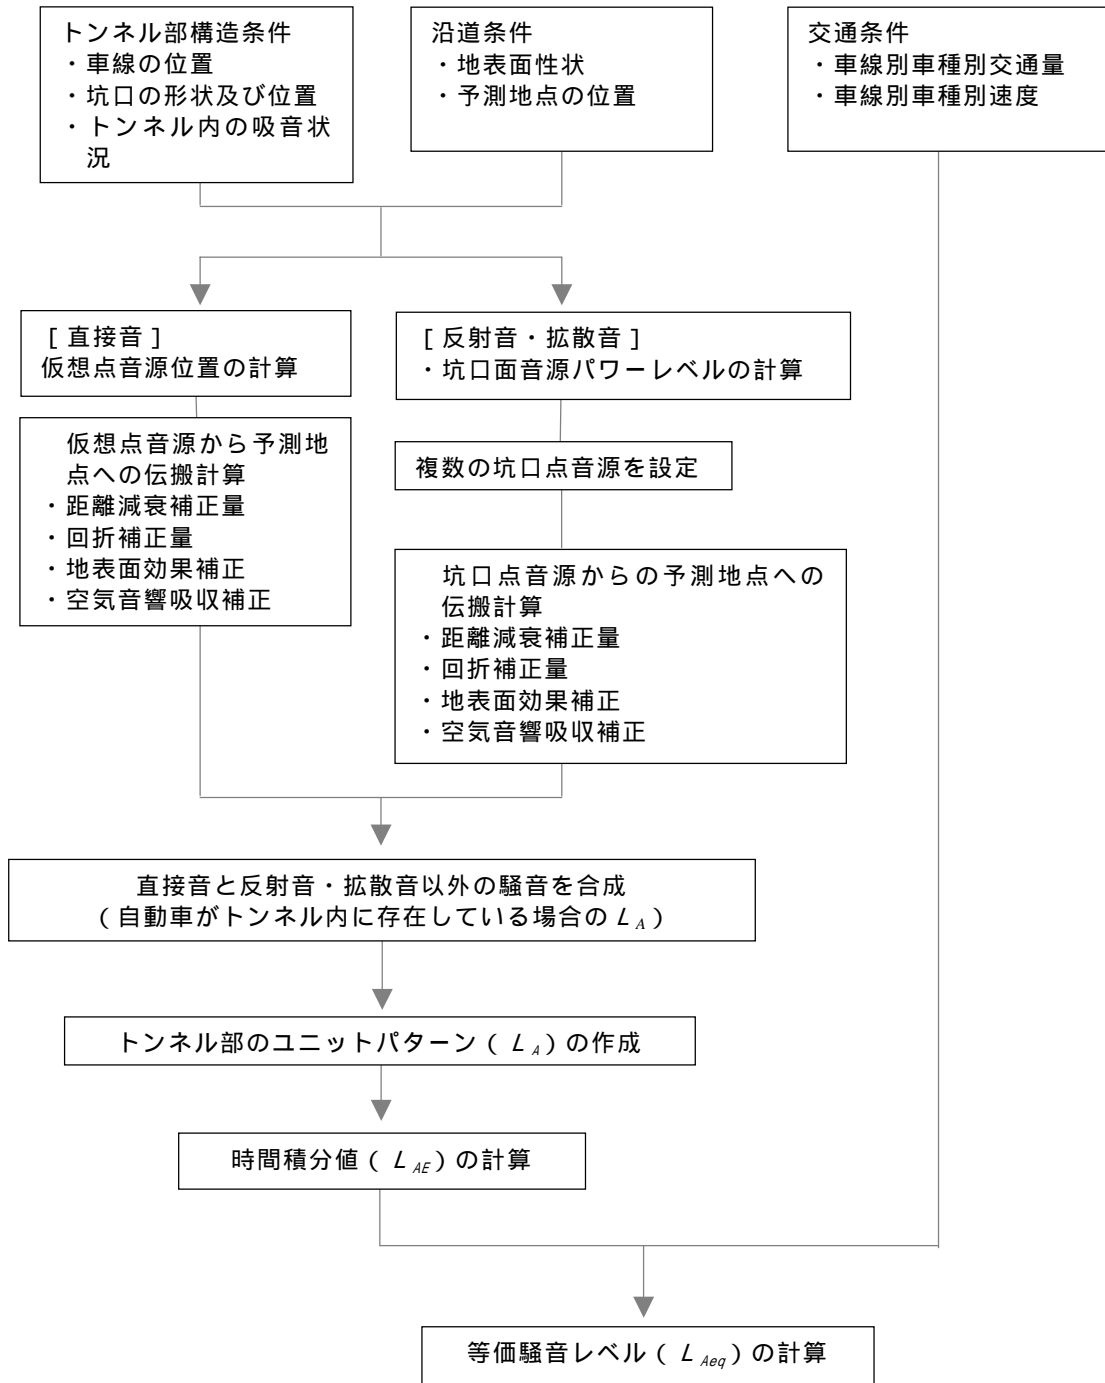 トンネル部構造条件
・車線の位置
・坑口の形状及び位置
・トンネル内の吸音状
況
沿道条件
・地表面性状
・予測地点の位置
交通条件
・車線別車種別交通量
・車線別車種別速度
[直接音]
仮想点音源位置の計算
[反射音・拡散音]
・坑口面音源パワーレベルの計算
仮想点音源から予測地
点への伝搬計算
・距離減衰補正量
・回折補正量
・地表面効果補正
・空気音響吸収補正
複数の坑口点音源を設定
坑口点音源からの予測地点への
伝搬計算
・距離減衰補正量
・回折補正量
・地表面効果補正
・空気音響吸収補正
直接音と反射音・拡散音以外の騒音を合成
(自動車がトンネル内に存在している場合のLA)
トンネル部のユニットパターン(LA)の作成
時間積分値(LAE)の計算
等価騒音レベル(LAeq)の計算